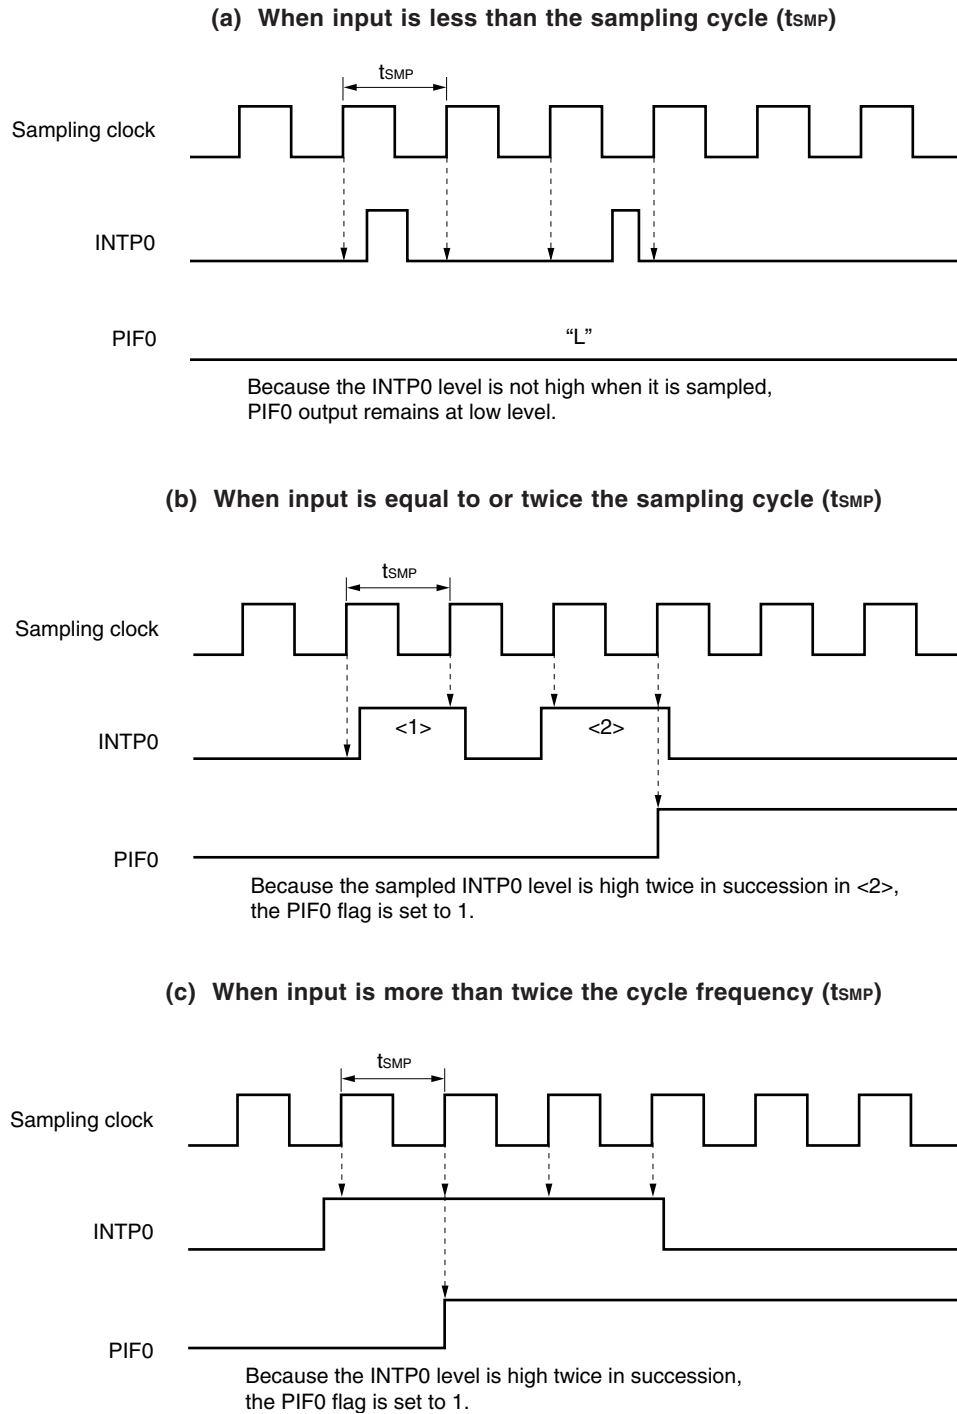 (a) When input is less than the sampling cycle (tSMP)
tSMP
Sampling clock
INTP0
PIF0
“L”
Because the INTP0 level is not high when it is sampled,
PIF0 output remains at low level.
(b) When input is equal to or twice the sampling cycle (tSMP)
tSMP
Sampling clock
<1>
<2>
INTP0
PIF0
Because the sampled INTP0 level is high twice in succession in <2>,
the PIF0 flag is set to 1.
(c) When input is more than twice the cycle frequency (tSMP)
tSMP
Sampling clock
INTP0
PIF0
Because the INTP0 level is high twice in succession,
the PIF0 flag is set to 1.